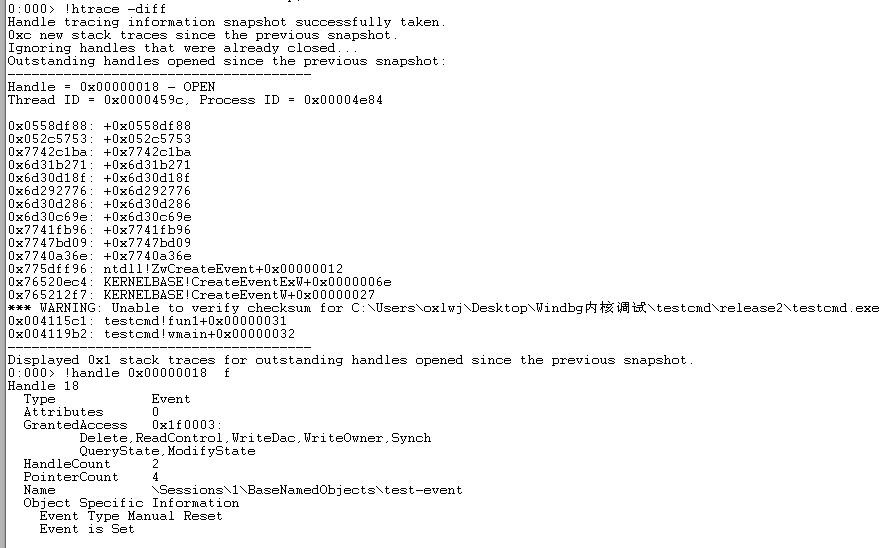 0:000> !htrace -diff
Handle tracing information snapshot successfully taken.
0xc new stack traces since the previous snapshot.
Ignoring handles that were already closed...
Outstanding handles opened since the previous snapshot:
--------------------------------------
Handle = 0x00000018 - OPEN
Thread ID = 0x0000459c, Process ID = 0x00004e84
0x0558df88: +0x0558df88
0x052c5753: +0x052c5753
0x7742c1ba: +0x7742c1ba
0x6d31b271: +0x6d31b271
0x6d30d18f: +0x6d30d18f
0x6d292776: +0x6d292776
0x6d30d286: +0x6d30d286
0x6d30c69e: +0x6d30c69e
0x7741fb96: +0x7741fb96
0x7747bd09: +0x7747bd09
0x7740a36e: +0x7740a36e
0x775dff96: ntdll!ZwCreateEvent+0x00000012
0x76520ec4: KERNELBASE!CreateEventExW+0x0000006e
0x765212f7: KERNELBASE!CreateEventW+0x00000027
*** WARNING: Unable to verify checksum for C:\Users\oxlwj\Desktop\Windbg内核调试\testcmd\release2\testcmd.exe
0x004115c1: testcmd!fun1+0x00000031
0x004119b2: testcmd!wmain+0x00000032
--------------------------------------
Displayed 0x1 stack traces for outstanding handles opened since the previous snapshot.
0:000> !handle 0x00000018  f
Handle 18
  Type          	Event
  Attributes    	0
  GrantedAccess 	0x1f0003:
         Delete,ReadControl,WriteDac,WriteOwner,Synch
         QueryState,ModifyState
  HandleCount   	2
  PointerCount  	4
  Name          	\Sessions\1\BaseNamedObjects\test-event
  Object Specific Information
    Event Type Manual Reset
    Event is Set